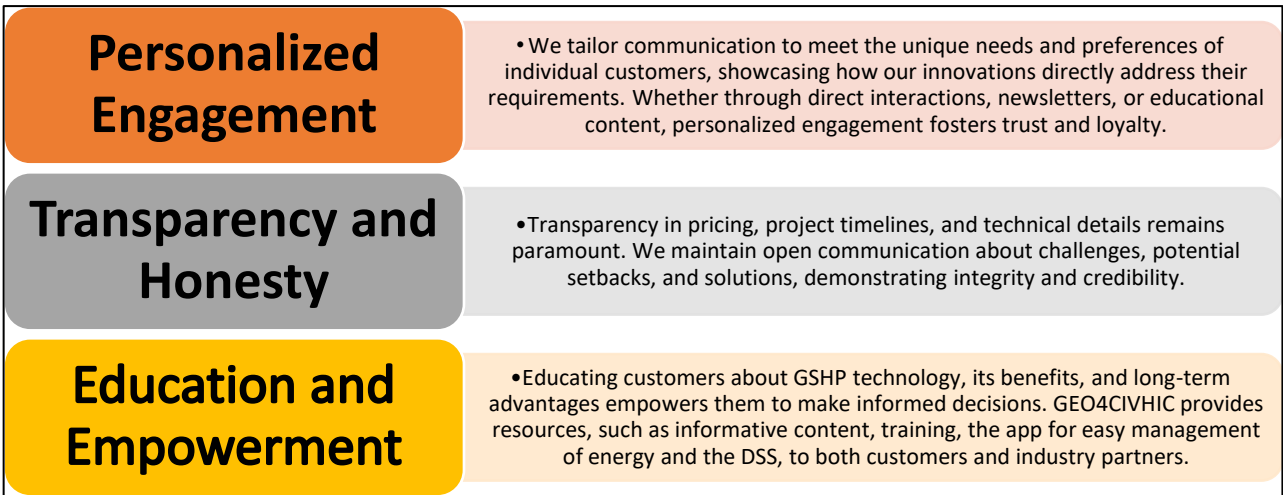 Personalized
Engagement
• We tailor communication to meet the unique needs and preferences of
individual customers, showcasing how our innovations directly address their
requirements. Whether through direct interactions, newsletters, or educational
content, personalized engagement fosters trust and loyalty.
Transparency and
Honesty
•Transparency in pricing, project timelines, and technical details remains
paramount. We maintain open communication about challenges, potential
setbacks, and solutions, demonstrating integrity and credibility.
Education and
Empowerment
•Educating customers about GSHP technology, its benefits, and long-term
advantages empowers them to make informed decisions. GEO4CIVHIC provides
resources, such as informative content, training, the app for easy management
of energy and the DSS, to both customers and industry partners.